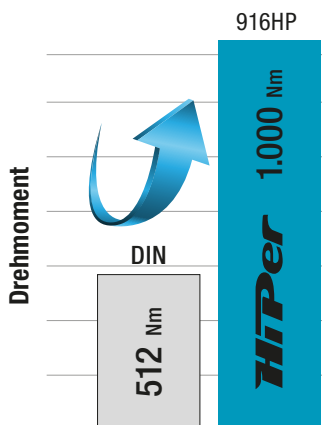 916HP
1.000 Nm
HiPer
DIN
512 Nm
Drehmoment